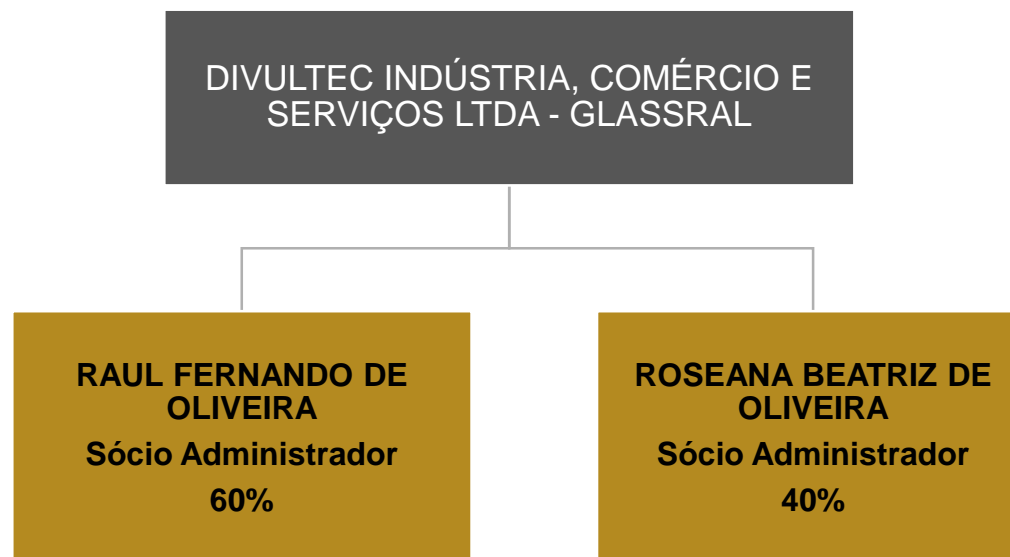 DIVULTEC INDÚSTRIA, COMÉRCIO E
SERVIÇOS LTDA - GLASSRAL
RAUL FERNANDO DE
OLIVEIRA
Sócio Administrador
60%
ROSEANA BEATRIZ DE
OLIVEIRA
Sócio Administrador
40%